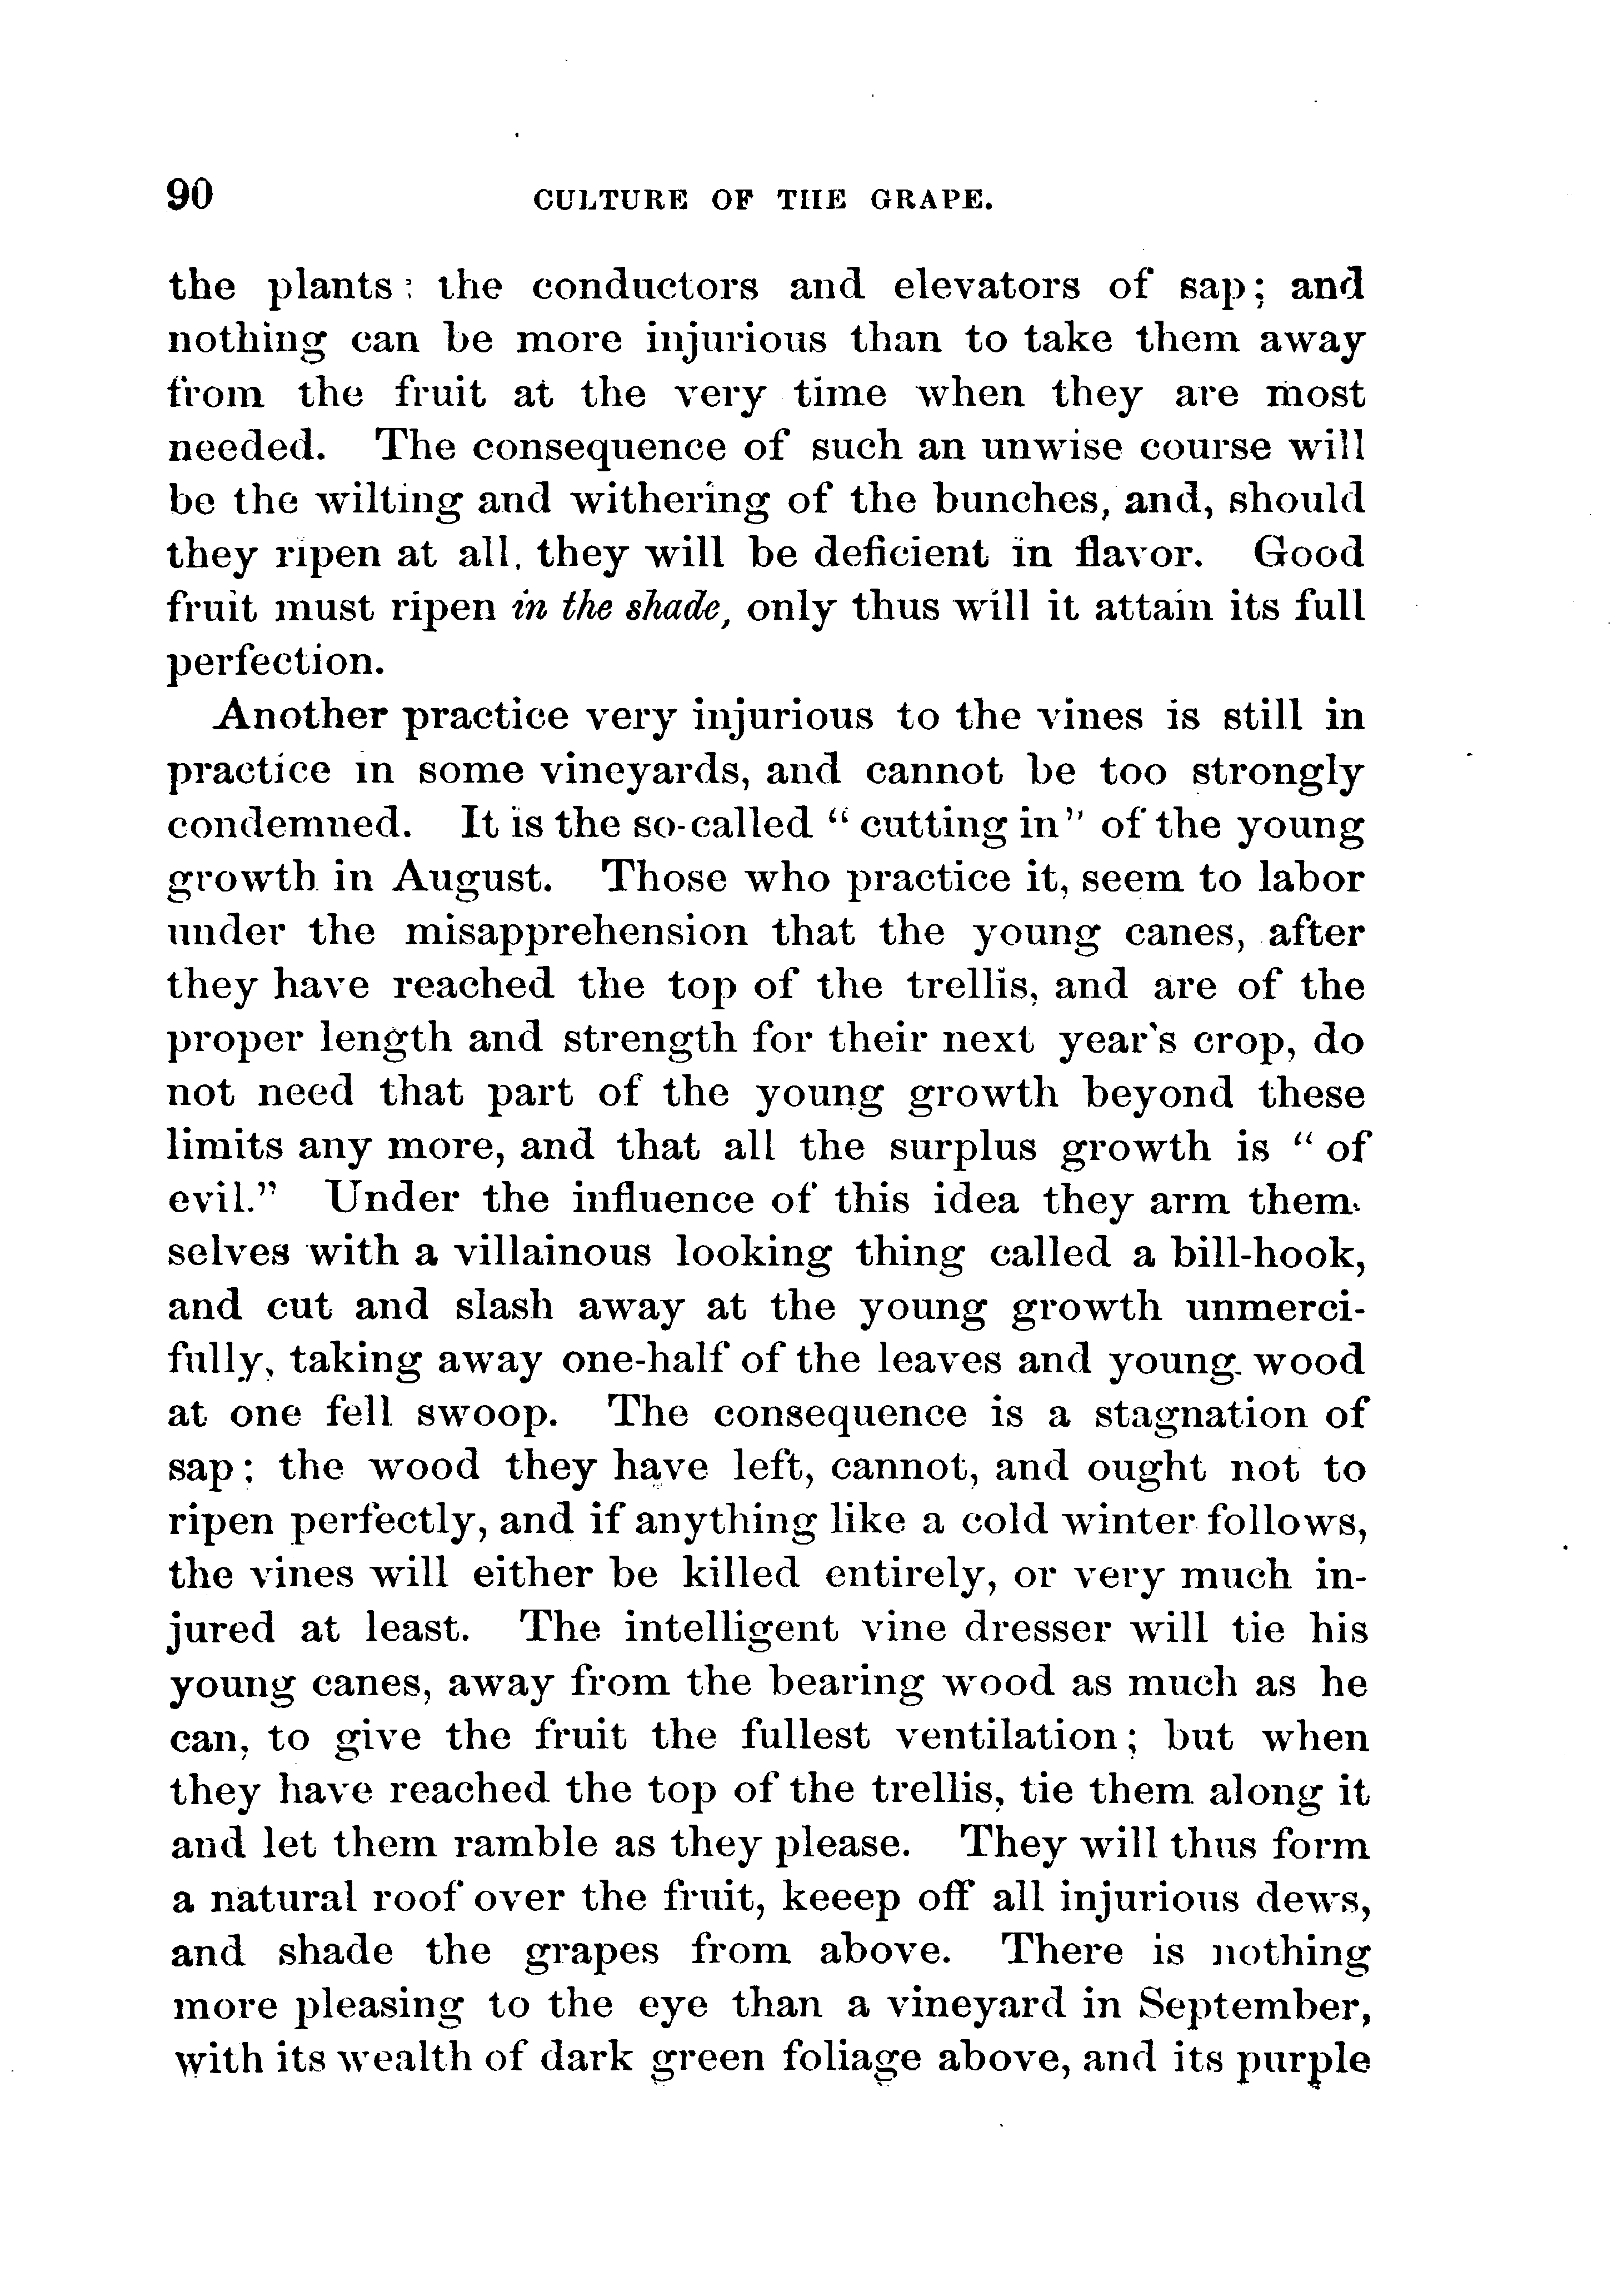 90 CULTURE OF THE GRAPE.
the plants; the conductors and elevators of sap; and
nothing can be more injurious than to take them away
from the fruit at the very time when they are most
needed. The consequence of such an unwise course will
be the wilting and withering of the bunches, and, should
they ripen at all, they will be deficient in flavor. Good
fruit must ripen in the shade, only thus will it attain its full
perfection.
Another practice very injurious to the vines is still in
practice in some vineyards, and cannot be too strongly
condemned. It is the so-called "cutting in" of the young
growth in August. Those who practice it, seem to labor
under the misapprehension that the young canes, after
they have reached the top of the trellis, and are of the
proper length and strength for their next year's crop, do
not need that part of the young growth beyond these
limits any more, and that all the surplus growth is "of
evil." Under the influence of this idea they arm them-
selves with a villainous looking thing called a bill-hook,
and cut and slash away at the young growth unmerci-
fully, taking away one-half of the leaves and young wood
at one fell swoop. The consequence is a stagnation of
sap; the wood they have left, cannot, and ought not to
ripen perfectly, and if anything like a cold winter follows,
the vines will either be killed entirely, or very much in-
jured at least. The intelligent vine dresser will tie his
young canes, away from the bearing wood as much as he
can, to give the fruit the fullest ventilation; but when
they have reached the top of the trellis, tie them along it
and let them ramble as they please. They will thus form
a natural roof over the fruit, keeep off all injurious dews,
and shade the grapes from above. There is nothing
more pleasing to the eye than a vineyard in September,
with its wealth of dark green foliage above, and its purple